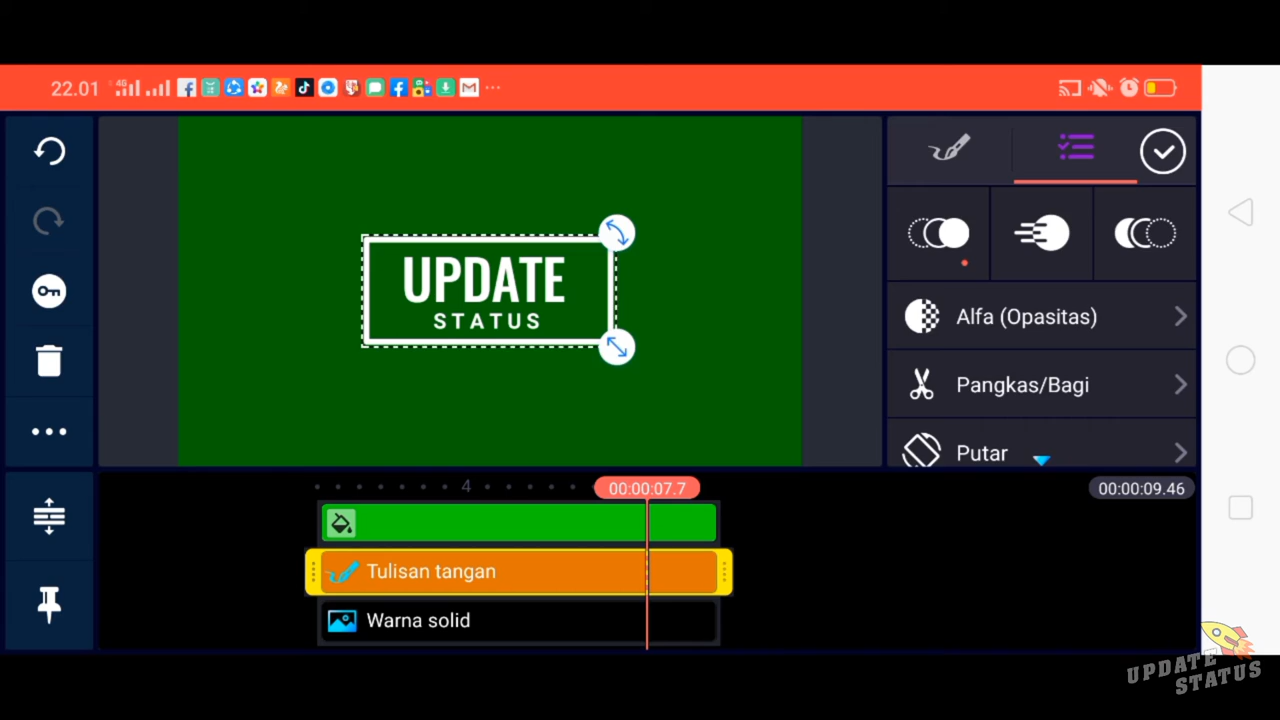 22.01
4G
UPDATE
STATUS
Alfa (Opasitas)
Pangkas/Bagi
Putar
4
00:00:07.7
00:00:09.46
Tulisan tangan
Warna solid
UPDATE
STATUS